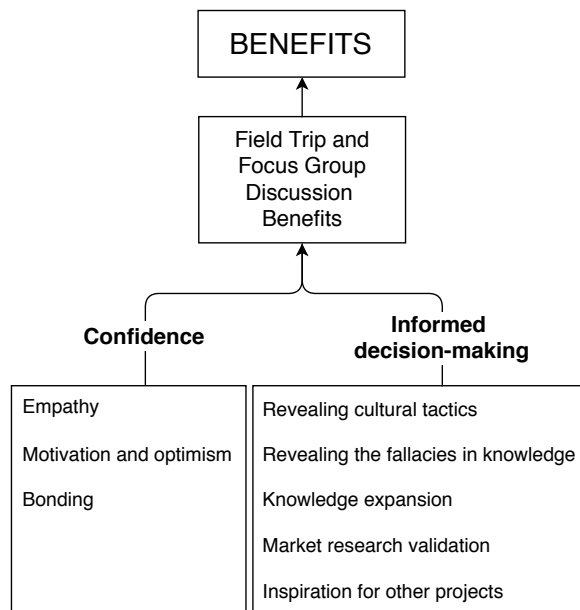 BENEFITS
Field Trip and
Focus Group
Discussion
Benefits
Confidence
Informed
decision-making
Empathy
Motivation and optimism
Bonding
Revealing cultural tactics
Revealing the fallacies in knowledge
Knowledge expansion
Market research validation
Inspiration for other projects